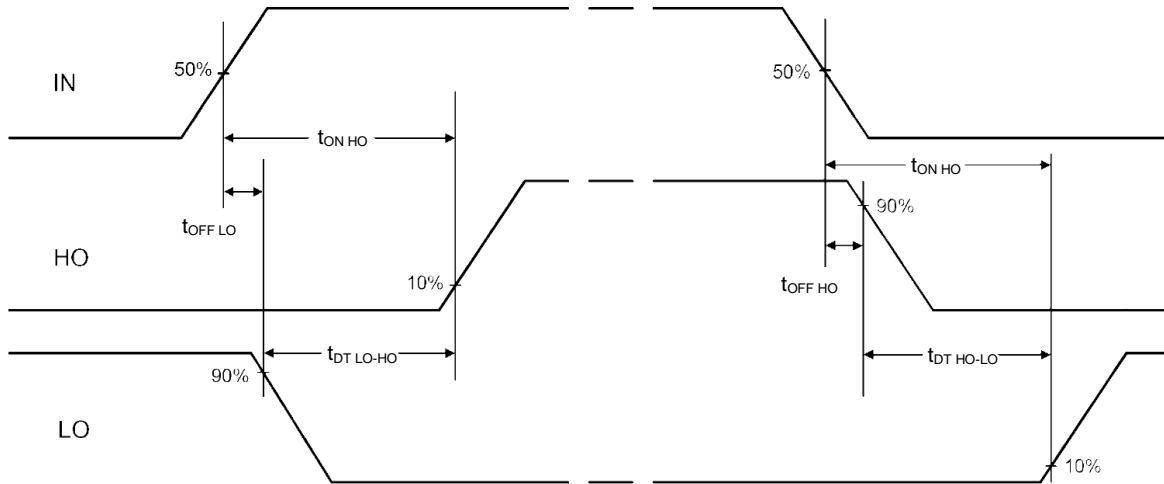 50%
50%
IN
tON HO
tON HO
90%
tOFF LO
HO
10%
tOFF HO
tDT LO-HO
tDT HO-LO
90%
LO
10%